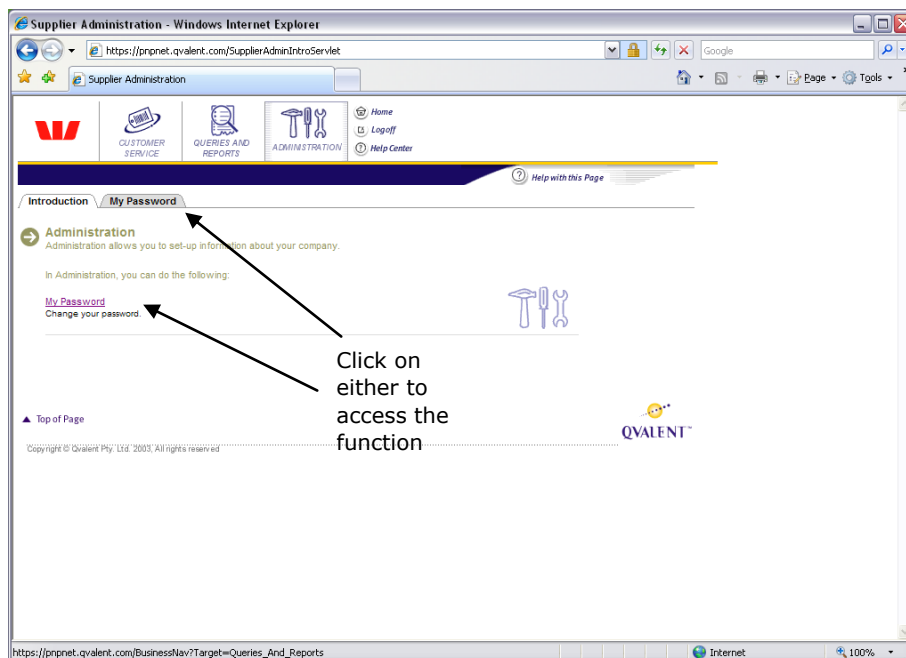 Supplier Administration - Windows Internet Explorer
https://pnpnet.qvalent.com/SupplierAdminIntroServlet
Google
Supplier Administration
Page
Tools
CUSTOMER
SERVICE
QUERIES AND
REPORTS
ADMINISTRATION
Home
Logoff
Help Center
Help with this Page
Introduction
My Password
Administration
Administration allows you to set-up information about your company.
In Administration, you can do the following:
My Password
Change your password.
Click on
either to
access the
function
Top of Page
QVALENT
Copyright © Qvalent Pty. Ltd. 2003, All rights reserved
https://pnpnet.qvalent.com/BusinessNav?Target=Queries_And_Reports
Internet
100%